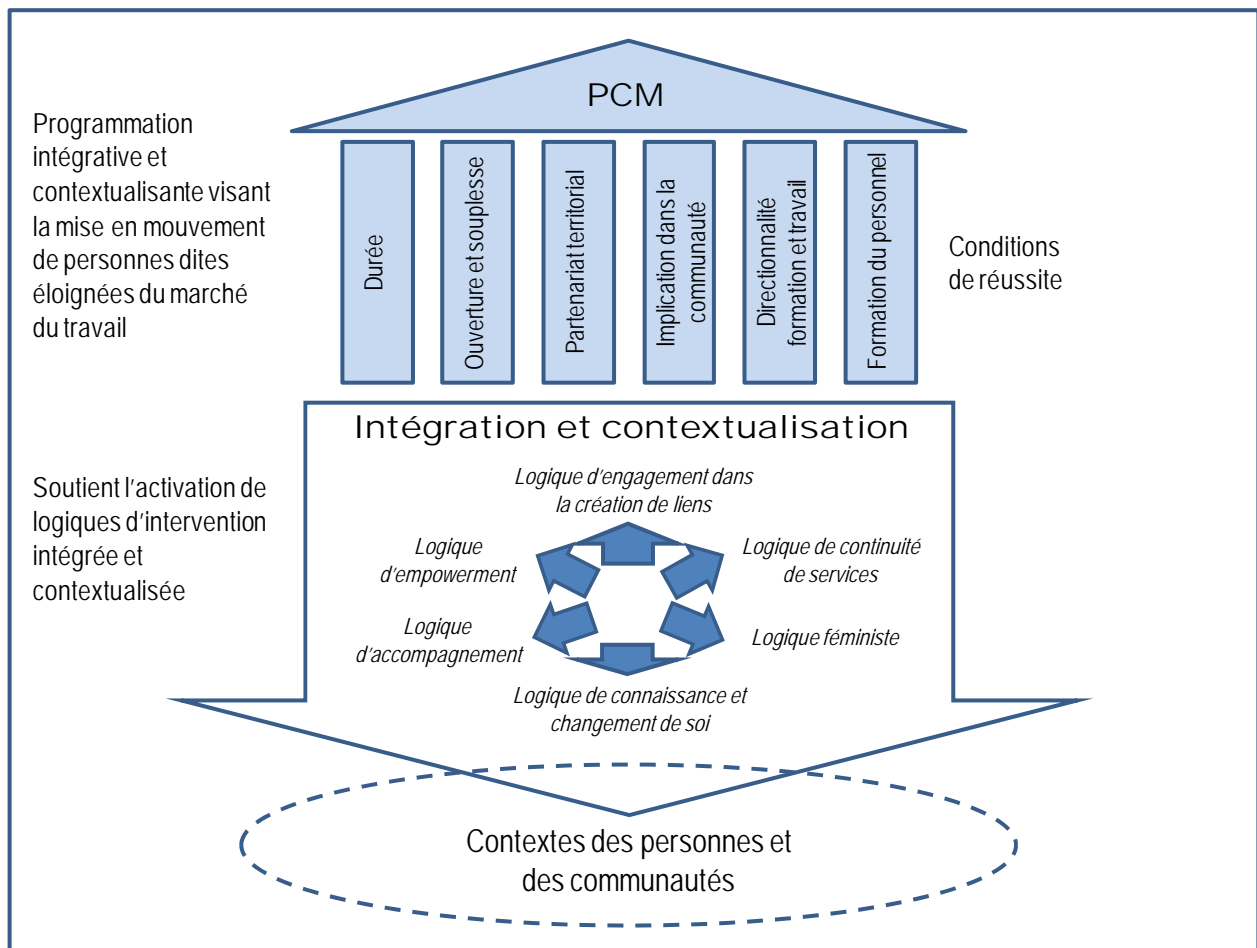 PCM
Programmation
intégrative et
contextualisante visant
la mise en mouvement
de personnes dites
éloignées du marché
du travail
Durée
Ouverture et souplesse
Partenariat territorial
Implication dans la
communauté
Directionnalité
formation et travail
Formation du personnel
Conditions
de réussite
Intégration et contextualisation
Soutient l'activation de
logiques d'intervention
intégrée et
contextualisée
Logique d'engagement dans
la création de liens
Logique
d'empowerment
Logique de continuité
de services
Logique
d'accompagnement
Logique féministe
Logique de connaissance et
changement de soi
Contextes des personnes et
des communautés